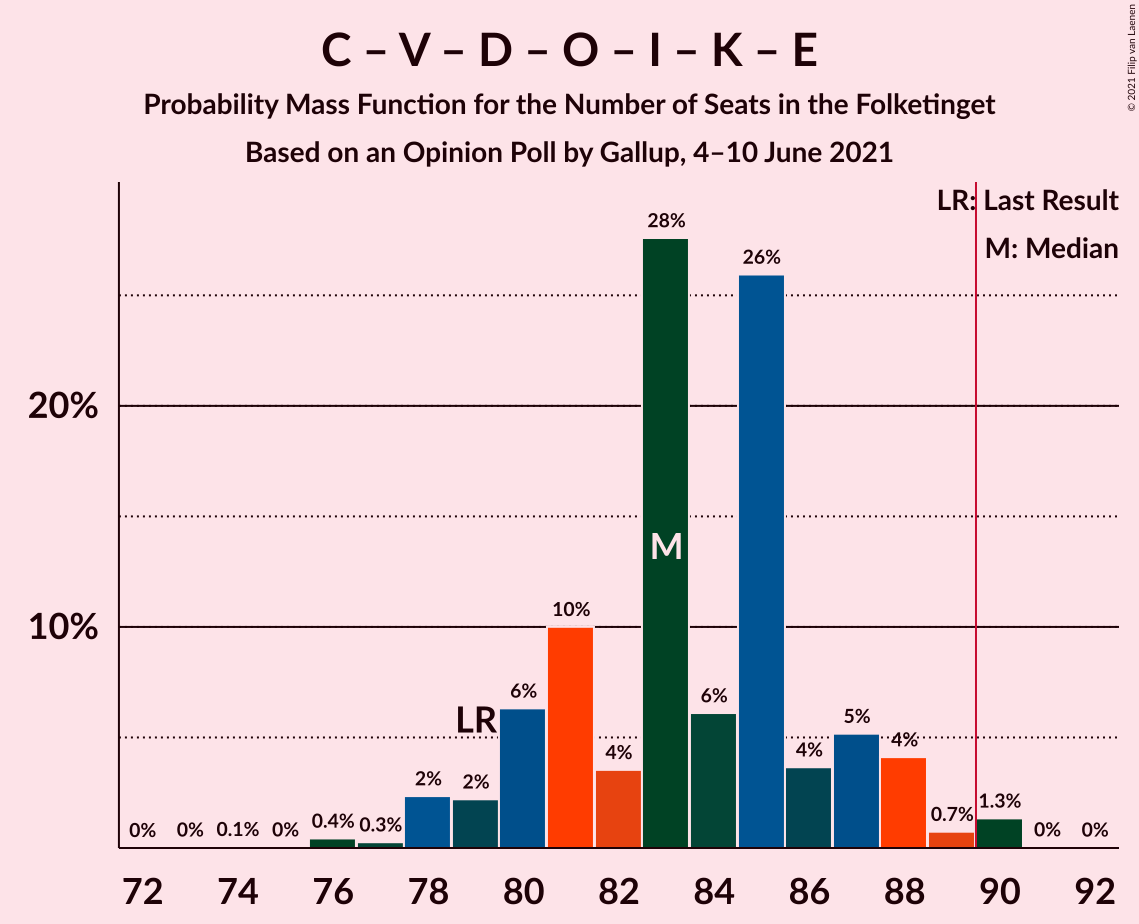 C – V – D – O – I – K – E
Probability Mass Function for the Number of Seats in the Folketinget
Based on an Opinion Poll by Gallup, 4–10 June 2021
© 2021 Filip van Laenen
LR: Last Result
M: Median
20%
10%
0%
0%
0.1%
0%
0.4%
0.3%
2%
2%
LR
6%
10%
4%
28%
M
6%
26%
4%
5%
4%
0.7%
1.3%
0%
0%
72 74 76 78 80 82 84 86 88 90 92